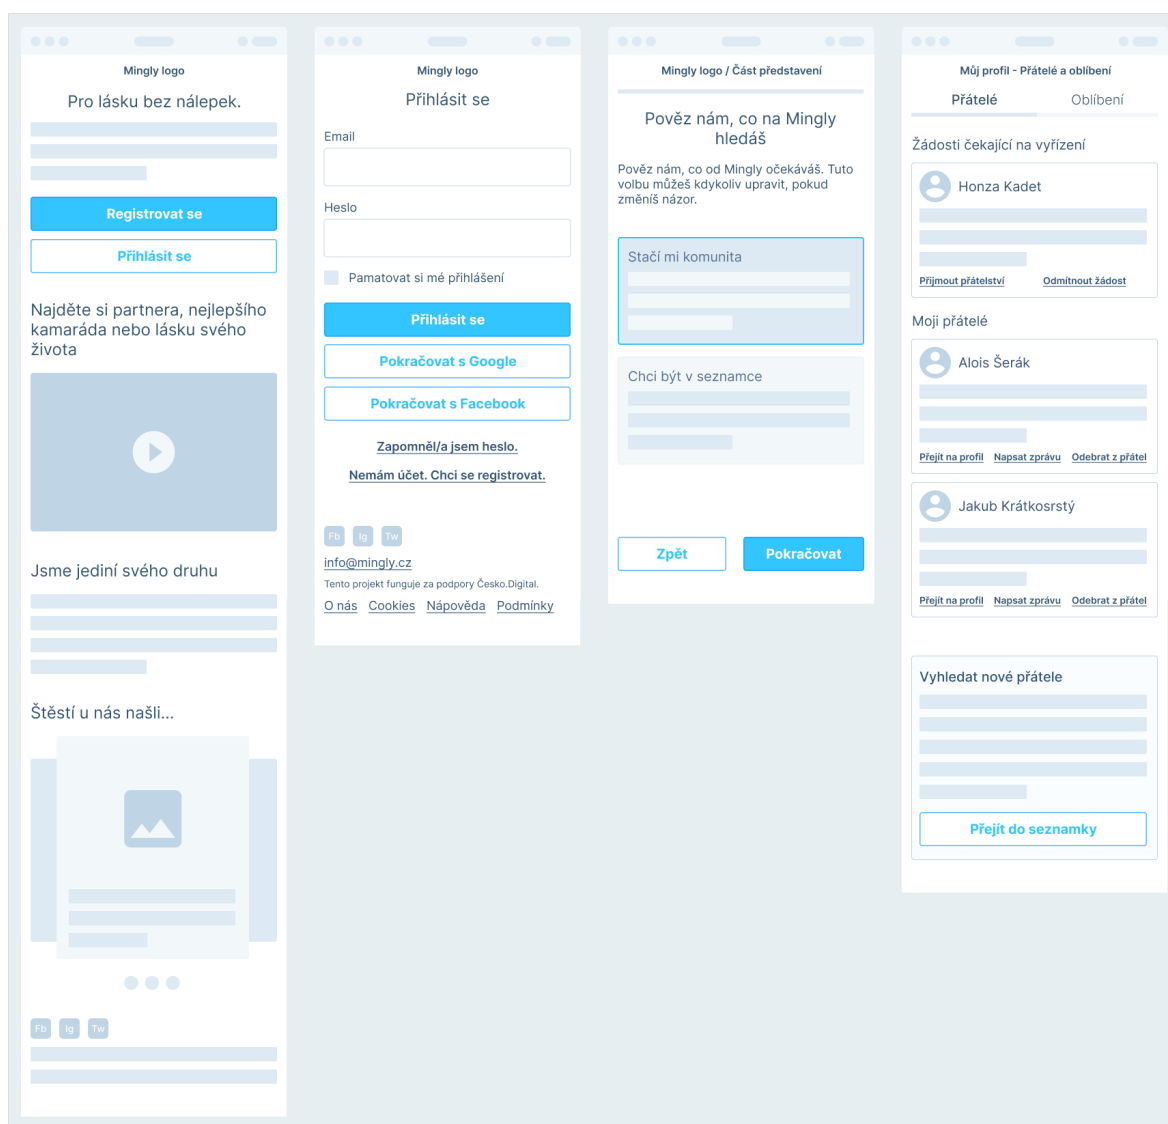 Mingly logo
Pro lásku bez nálepek.
Registrovat se
Přihlásit se
Najděte si partnera, nejlepšího
kamaráda nebo lásku svého
života
Jsme jediní svého druhu
Štěstí u nás našli...
Fb Ig Tw
Mingly logo
Přihlásit se
Email
Heslo
Pamatovat si mé přihlášení
Přihlásit se
Pokračovat s Google
Pokračovat s Facebook
Zapomněl/a jsem heslo.
Nemám účet. Chci se registrovat.
Fb Ig Tw
info@mingly.cz
Tento projekt funguje za podpory Česko.Digital.
O nás Cookies Nápověda Podmínky
Mingly logo / Část představení
Pověz nám, co na Mingly
hledáš
Pověz nám, co od Mingly očekáváš. Tuto
volbu můžeš kdykoliv upravit, pokud
změníš názor.
Stačí mi komunita
Chci být v seznamce
Zpět Pokračovat
Můj profil - Přátelé a oblíbení
Přátelé Oblíbení
Žádosti čekající na vyřízení
Honza Kadet
Přijmout přátelství Odmítnout žádost
Moji přátelé
Alois Šerák
Přejít na profil Napsat zprávu Odebrat z přátel
Jakub Krátkosrstý
Přejít na profil Napsat zprávu Odebrat z přátel
Vyhledat nové přátele
Přejít do seznamky